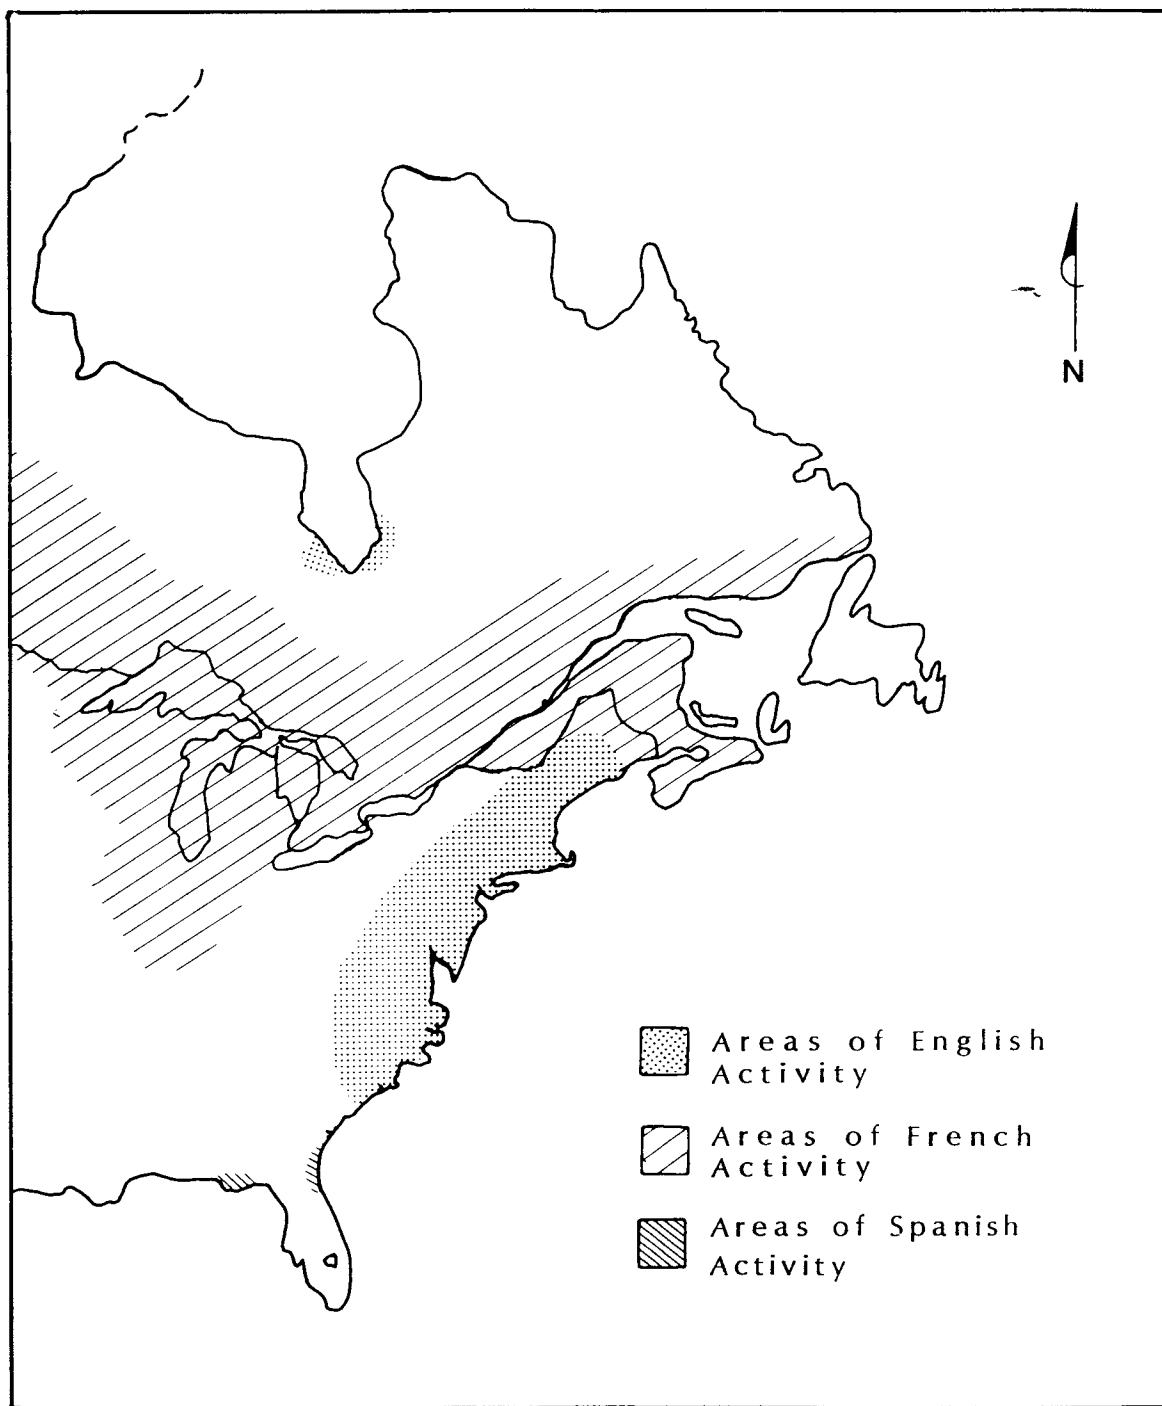 N
Areas of English
Activity
Areas of French
Activity
Areas of Spanish
Activity